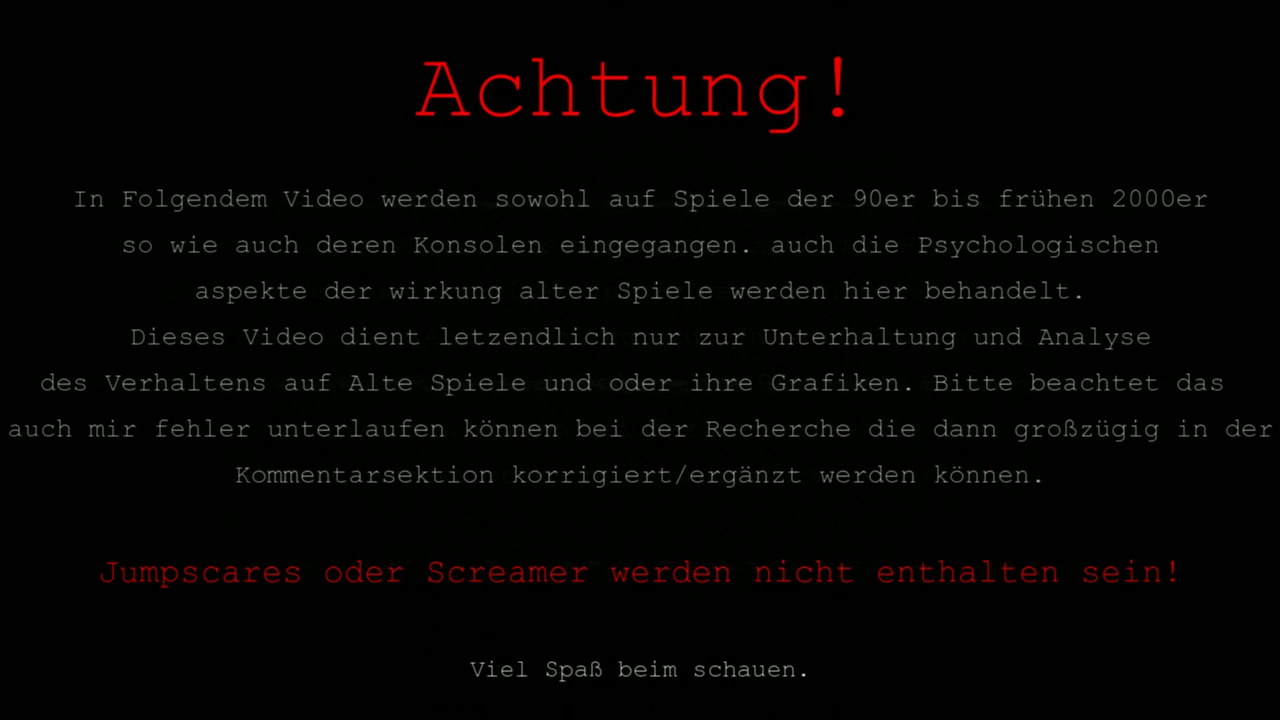 Achtung!
In Folgendem Video werden sowohl auf Spiele der 90er bis frühen 2000er
so wie auch deren Konsolen eingegangen. auch die Psychologischen
aspekte der wirkung alter Spiele werden hier behandelt.
Dieses Video dient letzendlich nur zur Unterhaltung und Analyse
des Verhaltens auf Alte Spiele und oder ihre Grafiken. Bitte beachtet das
auch mir fehler unterlaufen können bei der Recherche die dann großzügig in der
Kommentarsektion korrigiert/ergänzt werden können.
Jumpscares oder Screamer werden nicht enthalten sein!
Viel Spaß beim schauen.